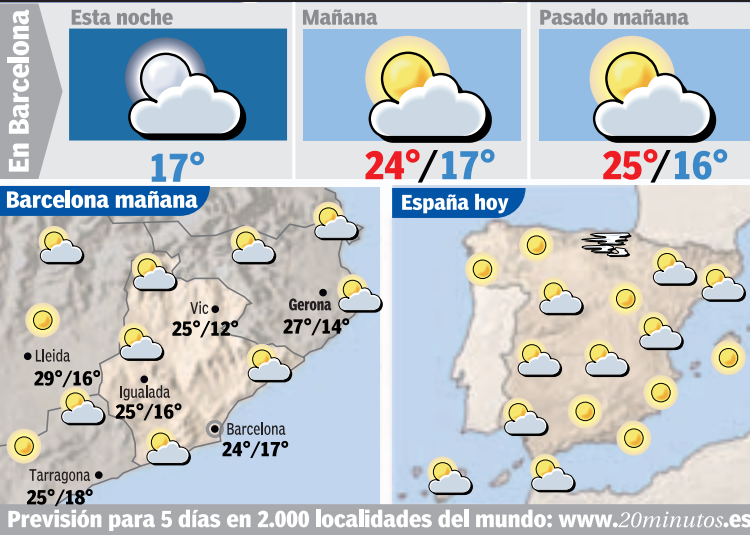 En Barcelona
Esta noche
17°
Mañana
24°/17°
Pasado mañana
25°/16°
Barcelona mañana
Vic
25°/12°
Gerona
27°/14°
Lleida
29°/16°
Igualada
25°/16°
Barcelona
24°/17°
Tarragona
25°/18°
España hoy
Previsión para 5 días en 2.000 localidades del mundo: www.20minutos.es